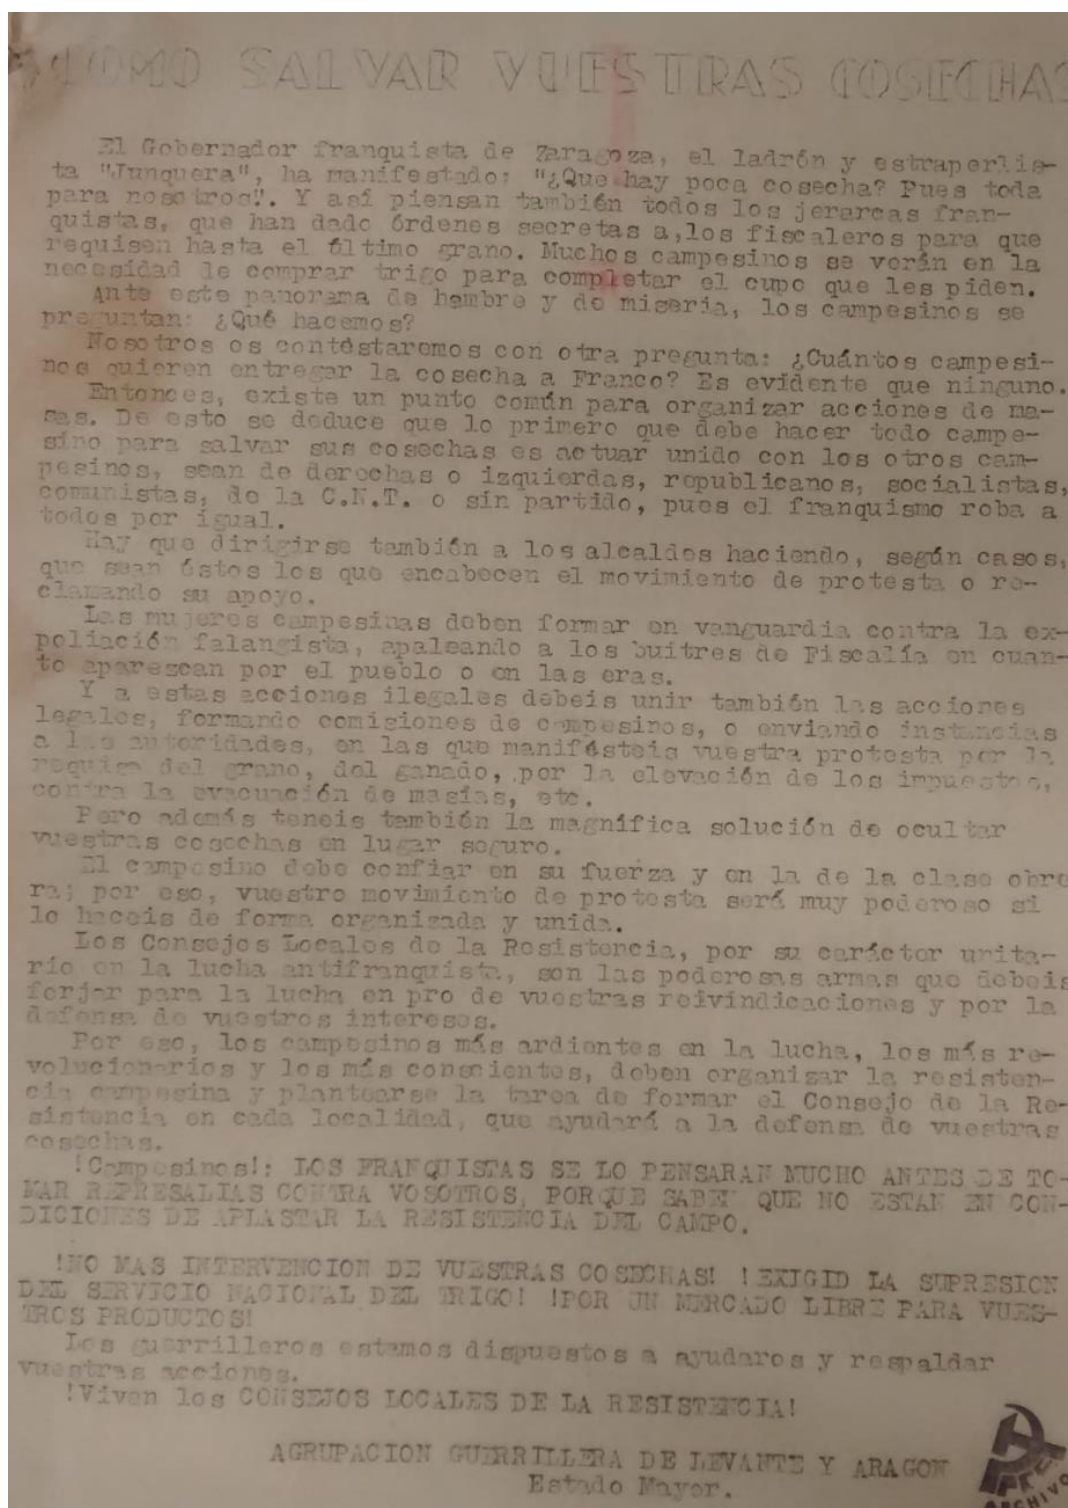 COMO SALVAR VUESTRAS COSECHAS
El Gobernador franquista de Zaragoza, el ladrón y estraperlis-
ta "Junquera", ha manifestado: "¿Que hay poca cosecha? Pues toda
para nosotros". Y así piensan también todos los jerarcas fran-
quistas, que han dado órdenes secretas a,los fiscaleros para que
requisen hasta el último grano. Muchos campesinos se verán en la
necesidad de comprar trigo para completar el cupo que les piden.
Ante este panorama de hambre y de miseria, los campesinos se
preguntan: ¿Qué hacemos?
Nosotros os contéstaremos con otra pregunta: ¿Cuántos campesi-
nos quieren entregar la cosecha a Franco? Es evidente que ninguno.
Entonces, existe un punto común para organizar acciones de ma-
sas. De esto se deduce que lo primero que debe hacer todo campe-
sino para salvar sus cosechas es actuar unido con los otros cam-
pesinos, sean de derechas o izquierdas, republicanos, socialistas,
comunistas, de la C.N.T. o sin partido, pues el franquismo roba a
todos por igual.
Hay que dirigirse también a los alcaldes haciendo, según casos,
que sean éstos los que encabecen el movimiento de protesta o re-
clamando su apoyo.
Las mujeres campesinas deben formar en vanguardia contra la ex-
poliación falangista, apaleando a los buitres de Fiscalía en cuan-
to aparezcan por el pueblo o en las eras.
Y a estas acciones ilegales debeis unir también las acciones
legales, formando comisiones de campesinos, o enviando instancias
a las autoridades, en las que manifésteis vuestra protesta por la
requisa del grano, del ganado, por la elevación de los impuestos,
contra la evacuación de masías, etc.
Pero además teneis también la magnífica solución de ocultar
vuestras cosechas en lugar seguro.
El campesino debe confiar en su fuerza y en la de la clase obre
ra; por eso, vuestro movimiento de protesta será muy poderoso si
lo haceis de forma organizada y unida.
Los Consejos Locales de la Resistencia, por su carácter unita-
rio en la lucha antifranquista, son las poderosas armas que debeis
forjar para la lucha en pro de vuestras reivindicaciones y por la
defensa de vuestros intereses.
Por eso, los campesinos más ardientes en la lucha, los más re-
volucionarios y los más conscientes, deben organizar la resisten-
cia campesina y plantearse la tarea de formar el Consejo de la Re-
sistencia en cada localidad, que ayudará a la defensa de vuestras
cosechas.
!Campesinos!: LOS FRANQUISTAS SE LO PENSARAN MUCHO ANTES DE TO-
MAR REPRESALIAS CONTRA VOSOTROS, PORQUE SABEN QUE NO ESTAN EN CON-
DICIONES DE APLASTAR LA RESISTENCIA DEL CAMPO.
!NO MAS INTERVENCION DE VUESTRAS COSECHAS! !EXIGID LA SUPRESION
DEL SERVICIO NACIONAL DEL TRIGO! !POR UN MERCADO LIBRE PARA VUES-
TROS PRODUCTOS!
Los guerrilleros estamos dispuestos a ayudaros y respaldar
vuestras acciones.
!Viven los CONSEJOS LOCALES DE LA RESISTENCIA!
AGRUPACION GUERRILLERA DE LEVANTE Y ARAGON
Estado Mayor.